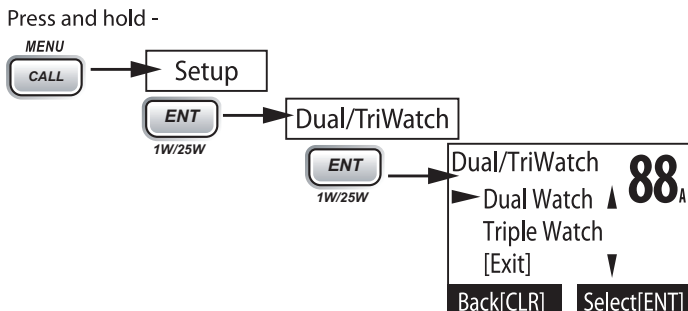 Press and hold -
MENU
CALL
Setup
ENT
1W/25W
Dual/TriWatch
ENT
1W/25W
Dual/TriWatch
88A
Dual Watch
Triple Watch
[Exit]
Back[CLR] Select[ENT]